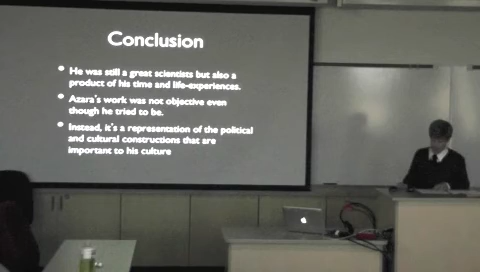 Conclusion
He was still a great scientists but also a
product of his time and life-experiences.
Azara's work was not objective even
though he tried to be.
Instead, it's a representation of the political
and cultural constructions that are
important to his culture